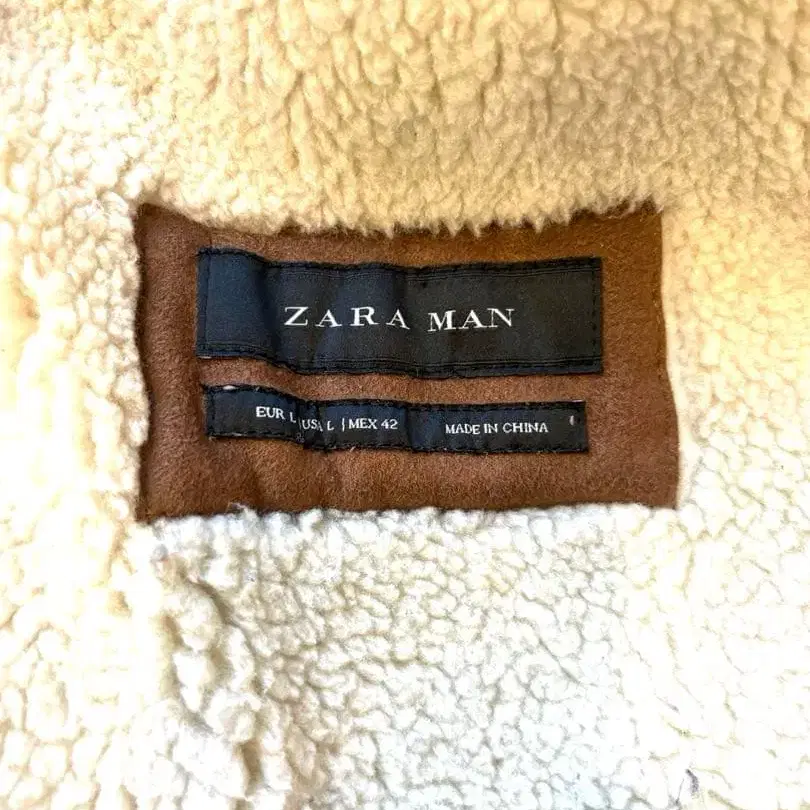 ZARA MAN
EUR L | USA L | MEX 42 MADE IN CHINA